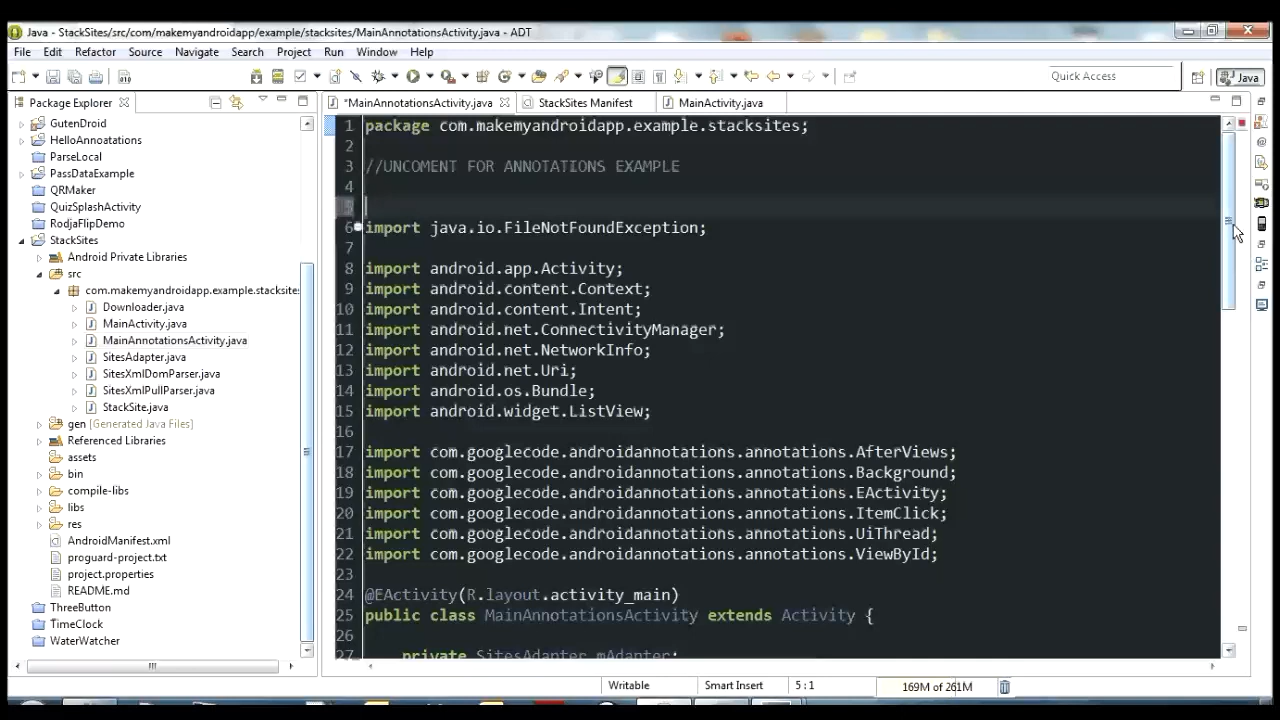 Java - StackSites/src/com/makemyandroidapp/example/stacksites/MainAnnotationsActivity.java - ADT
File Edit Refactor Source Navigate Search Project Run Window Help
Quick Access
Java
Package Explorer
*MainAnnotationsActivity.java
StackSites Manifest
MainActivity.java
GutenDroid
HelloAnnoatations
ParseLocal
PassDataExample
QRMaker
QuizSplashActivity
RodjaFlipDemo
StackSites
Android Private Libraries
src
com.makemyandroidapp.example.stacksites
Downloader.java
MainActivity.java
MainAnnotationsActivity.java
SitesAdapter.java
SitesXmlDomParser.java
SitesXmlPullParser.java
StackSite.java
gen [Generated Java Files]
Referenced Libraries
assets
bin
compile-libs
libs
res
AndroidManifest.xml
proguard-project.txt
project.properties
README.md
ThreeButton
TimeClock
WaterWatcher
1 package com.makemyandroidapp.example.stacksites;
2
3 //UNCOMENT FOR ANNOTATIONS EXAMPLE
4
5
6 import java.io.FileNotFoundException;
7
8 import android.app.Activity;
9 import android.content.Context;
10 import android.content.Intent;
11 import android.net.ConnectivityManager;
12 import android.net.NetworkInfo;
13 import android.net.Uri;
14 import android.os.Bundle;
15 import android.widget.ListView;
16
17 import com.googlecode.androidannotations.annotations.AfterViews;
18 import com.googlecode.androidannotations.annotations.Background;
19 import com.googlecode.androidannotations.annotations.EActivity;
20 import com.googlecode.androidannotations.annotations.ItemClick;
21 import com.googlecode.androidannotations.annotations.UiThread;
22 import com.googlecode.androidannotations.annotations.ViewById;
23
24 @EActivity(R.layout.activity_main)
25 public class MainAnnotationsActivity extends Activity {
26
27 private SitesAdapter mAdapter;
Writable
Smart Insert
5 : 1
169M of 261M